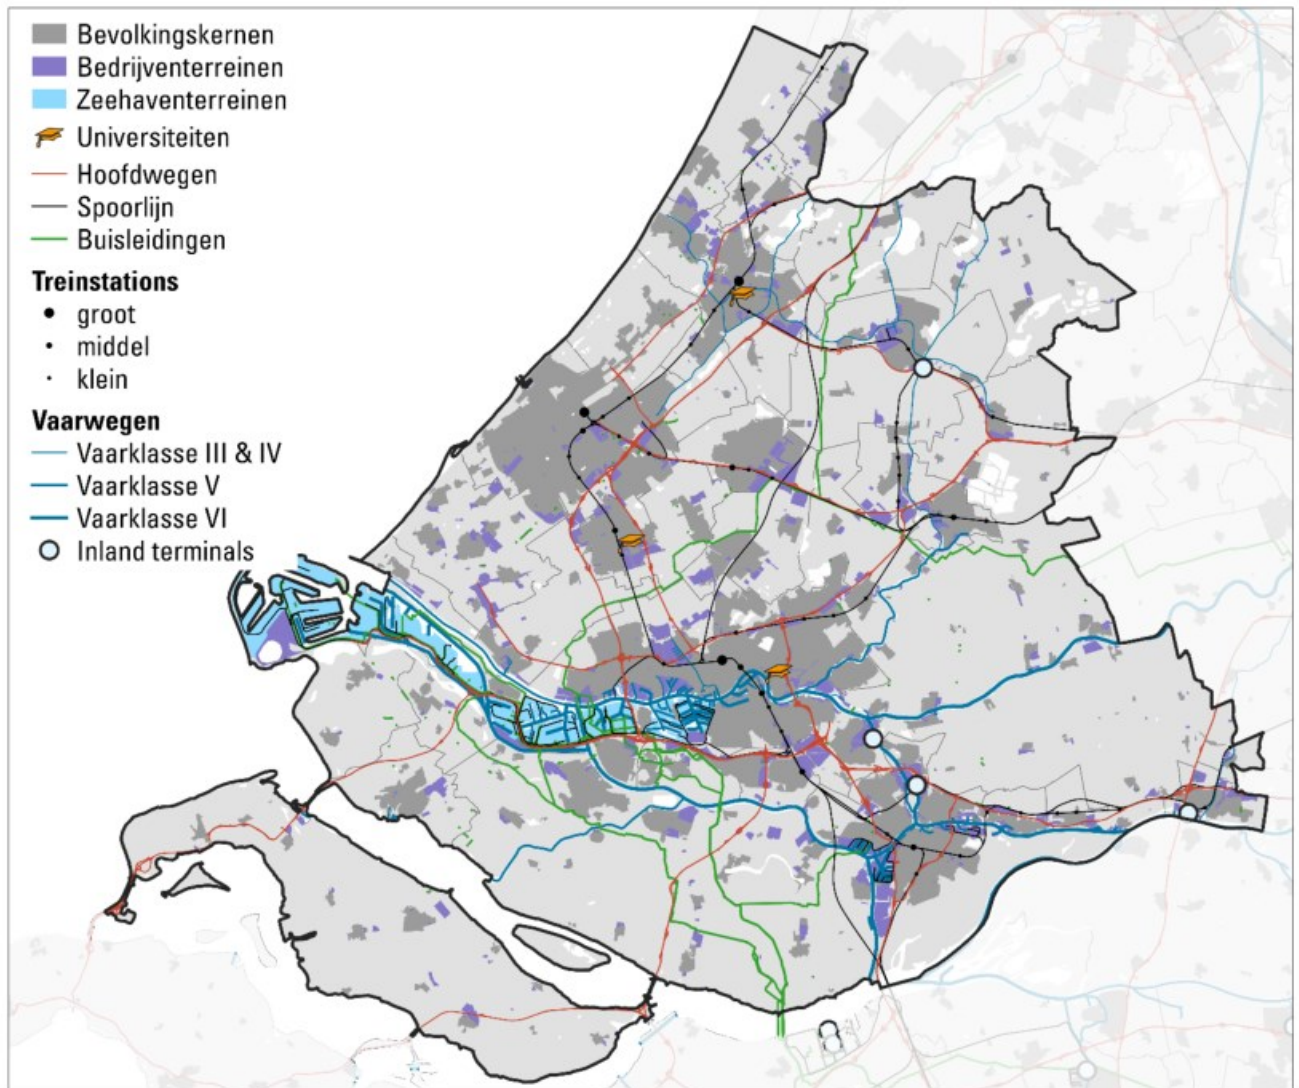 Bevolkingskernen
Bedrijventerreinen
Zeehaventerreinen
Universiteiten
Hoofdwegen
Spoorlijn
Buisleidingen
Treinstations
groot
middel
klein
Vaarwegen
Vaarklasse III & IV
Vaarklasse V
Vaarklasse VI
Inland terminals